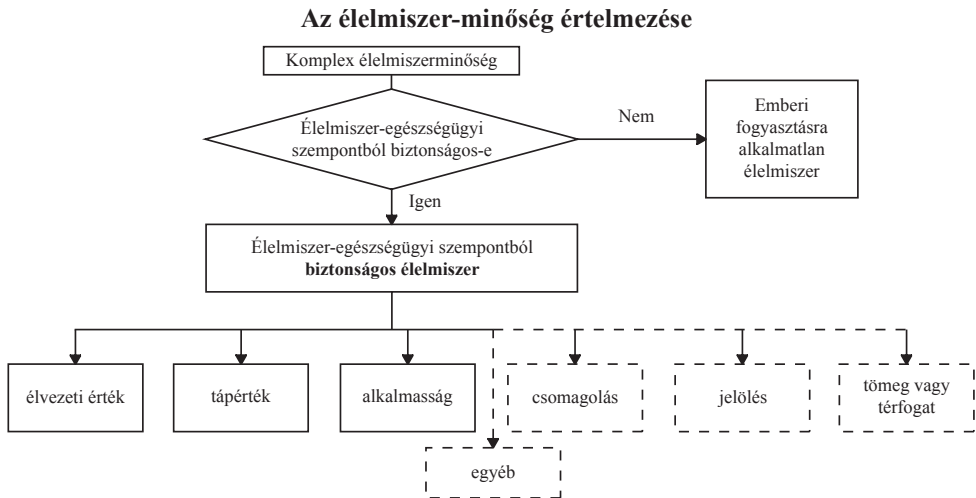 Az élelmiszer-minőség értelmezése
Komplex élelmiszerminőség
Élelmiszer-egészségügyi
szempontból biztonságos-e
Nem
Emberi
fogyasztásra
alkalmatlan
élelmiszer
Igen
Élelmiszer-egészségügyi szempontból
biztonságos élelmiszer
élvezeti érték
tápérték
alkalmasság
csomagolás
jelölés
tömeg vagy
térfogat
egyéb